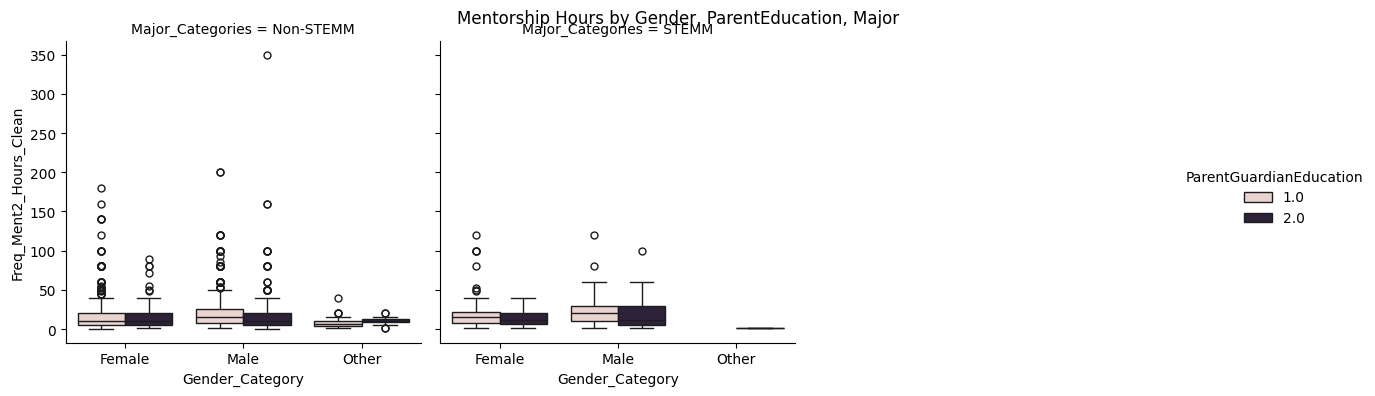 Mentorship Hours by Gender, ParentEducation, Major
Major_Categories = Non-STEMM
Major_Categories = STEMM
Freq_Ment2_Hours_Clean
350
300
250
200
150
100
50
0
Female Male Other
Gender_Category
Female Male Other
Gender_Category
ParentGuardianEducation
1.0
2.0